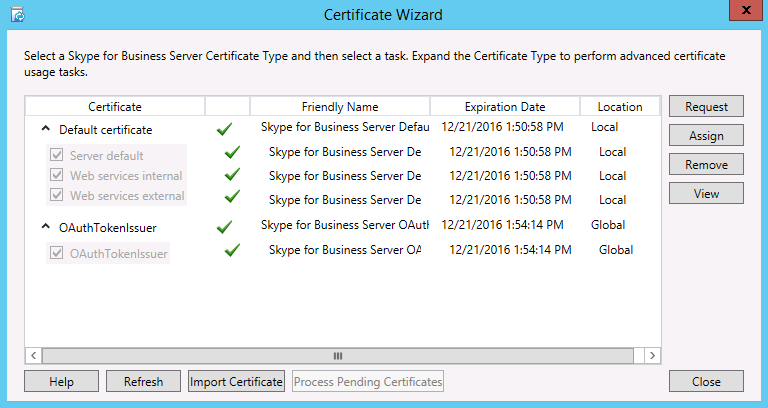 Certificate Wizard
x
Select a Skype for Business Server Certificate Type and then select a task. Expand the Certificate Type to perform advanced certificate
usage tasks.
Certificate Friendly Name Expiration Date Location
Default certificate Skype for Business Server Defau 12/21/2016 1:50:58 PM Local
Server default Skype for Business Server De 12/21/2016 1:50:58 PM Local
Web services internal Skype for Business Server De 12/21/2016 1:50:58 PM Local
Web services external Skype for Business Server De 12/21/2016 1:50:58 PM Local
OAuthTokenIssuer Skype for Business Server OAuth 12/21/2016 1:54:14 PM Global
OAuthTokenIssuer Skype for Business Server OA 12/21/2016 1:54:14 PM Global
Request
Assign
Remove
View
Help Refresh Import Certificate Process Pending Certificates Close